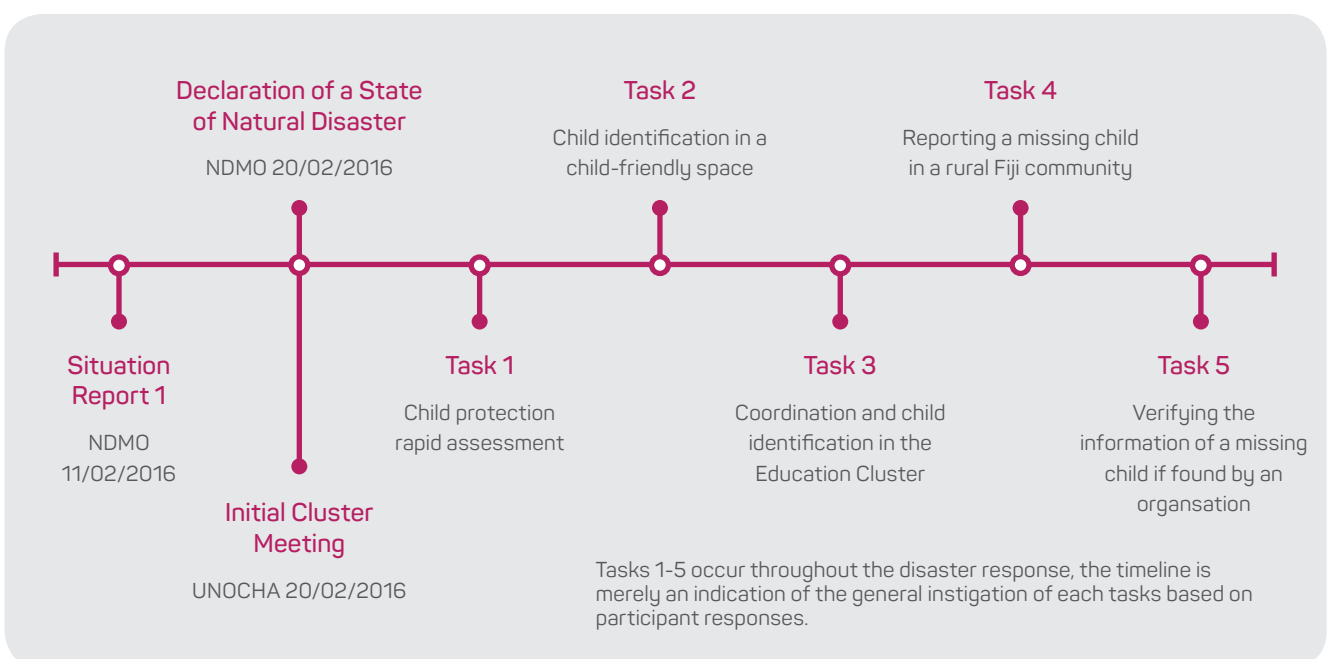 Declaration of a State
of Natural Disaster
NDMO 20/02/2016
Task 2
Child identification in a
child-friendly space
Task 4
Reporting a missing child
in a rural Fiji community
Situation
Report 1
NDMO
11/02/2016
Initial Cluster
Meeting
UNOCHA 20/02/2016
Task 1
Child protection
rapid assessment
Task 3
Coordination and child
identification in the
Education Cluster
Task 5
Verifying the
information of a missing
child if found by an
organsation
Tasks 1-5 occur throughout the disaster response, the timeline is
merely an indication of the general instigation of each tasks based on
participant responses.